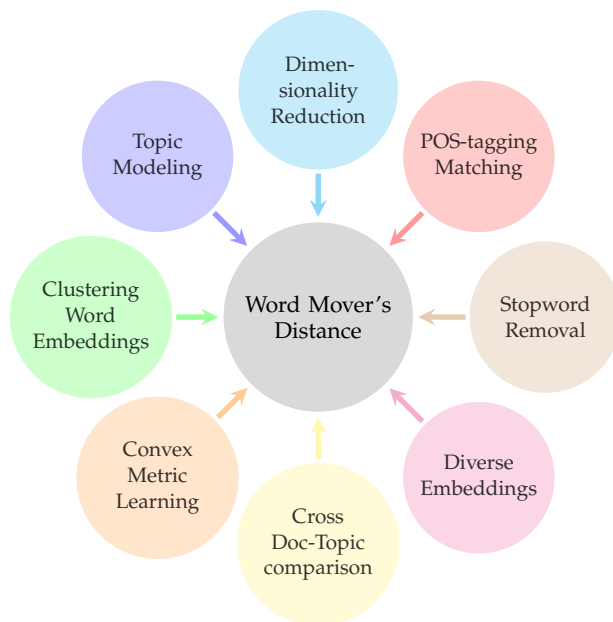 Dimen-
sionality
Reduction
Topic
Modeling
POS-tagging
Matching
Clustering
Word
Embeddings
Word Mover's
Distance
Stopword
Removal
Convex
Metric
Learning
Diverse
Embeddings
Cross
Doc-Topic
comparison